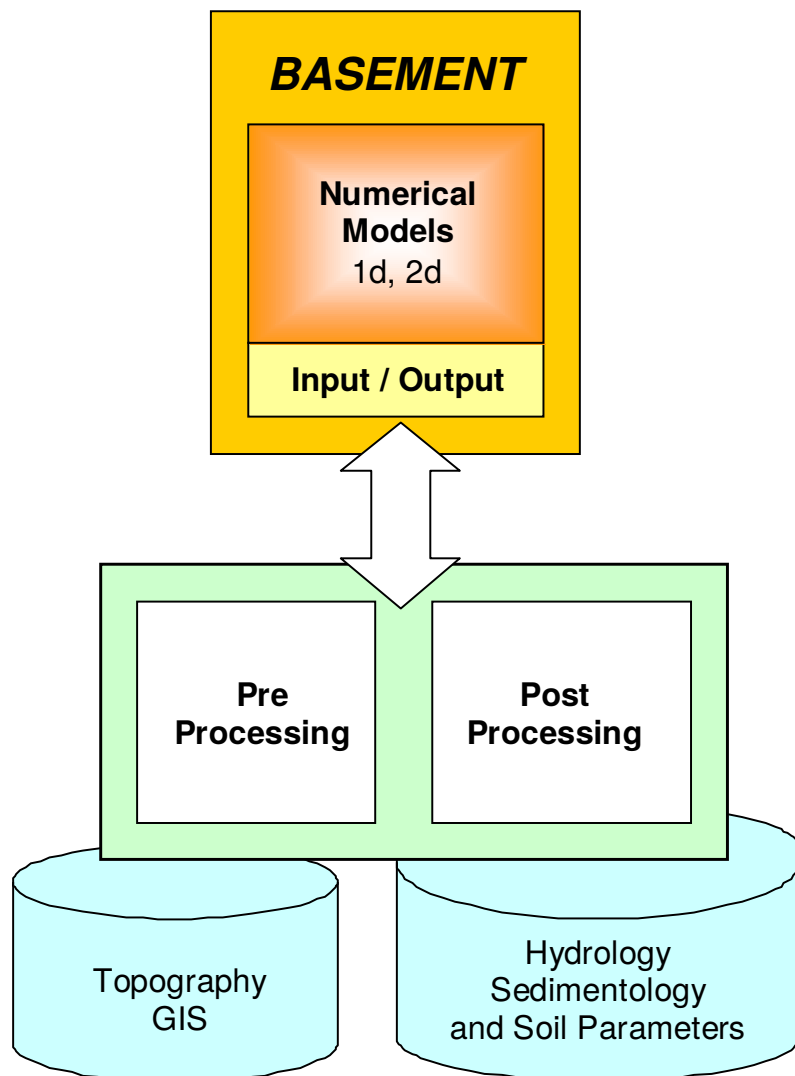 BASEMENT
Numerical
Models
1d, 2d
Input / Output
Pre
Processing
Post
Processing
Topography
GIS
Hydrology
Sedimentology
and Soil Parameters